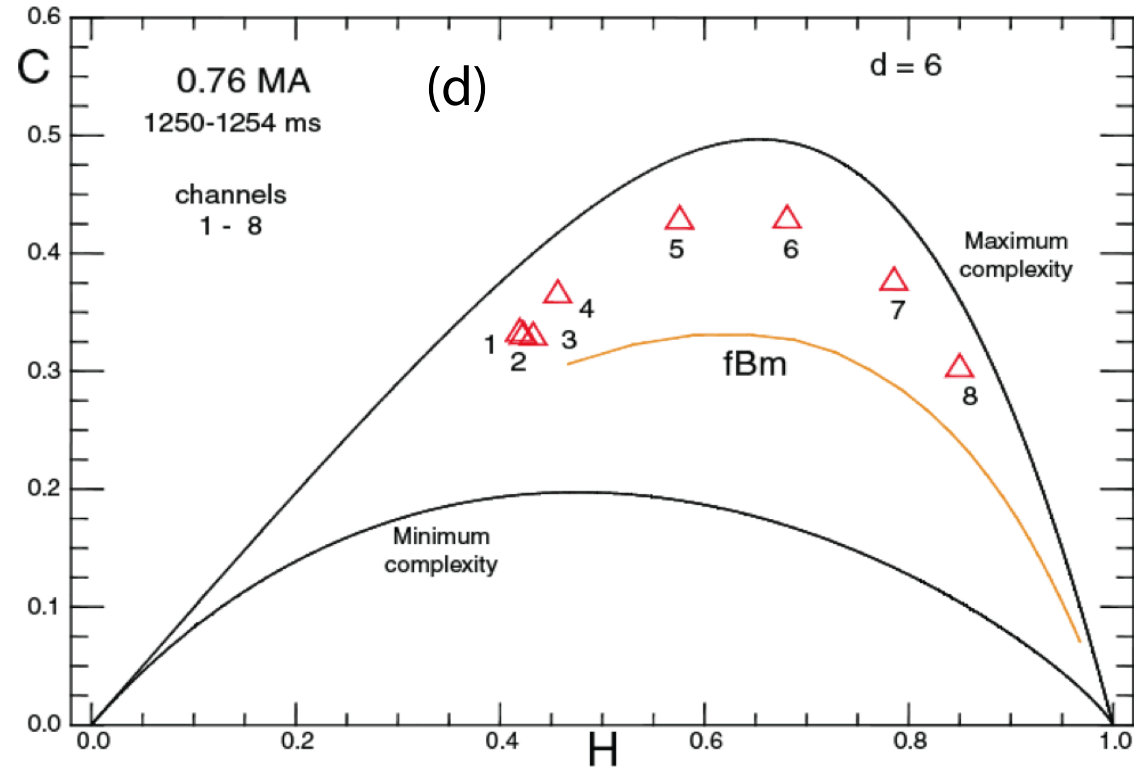 0.6
C
0.76 MA
(d)
d = 6
1250-1254 ms
0.5
channels
1 - 8
5
6
Maximum
complexity
0.4
4
7
1
2
3
fBm
0.3
8
0.2
Minimum
complexity
0.1
0.0
0.0
0.2
0.4
H
0.6
0.8
1.0